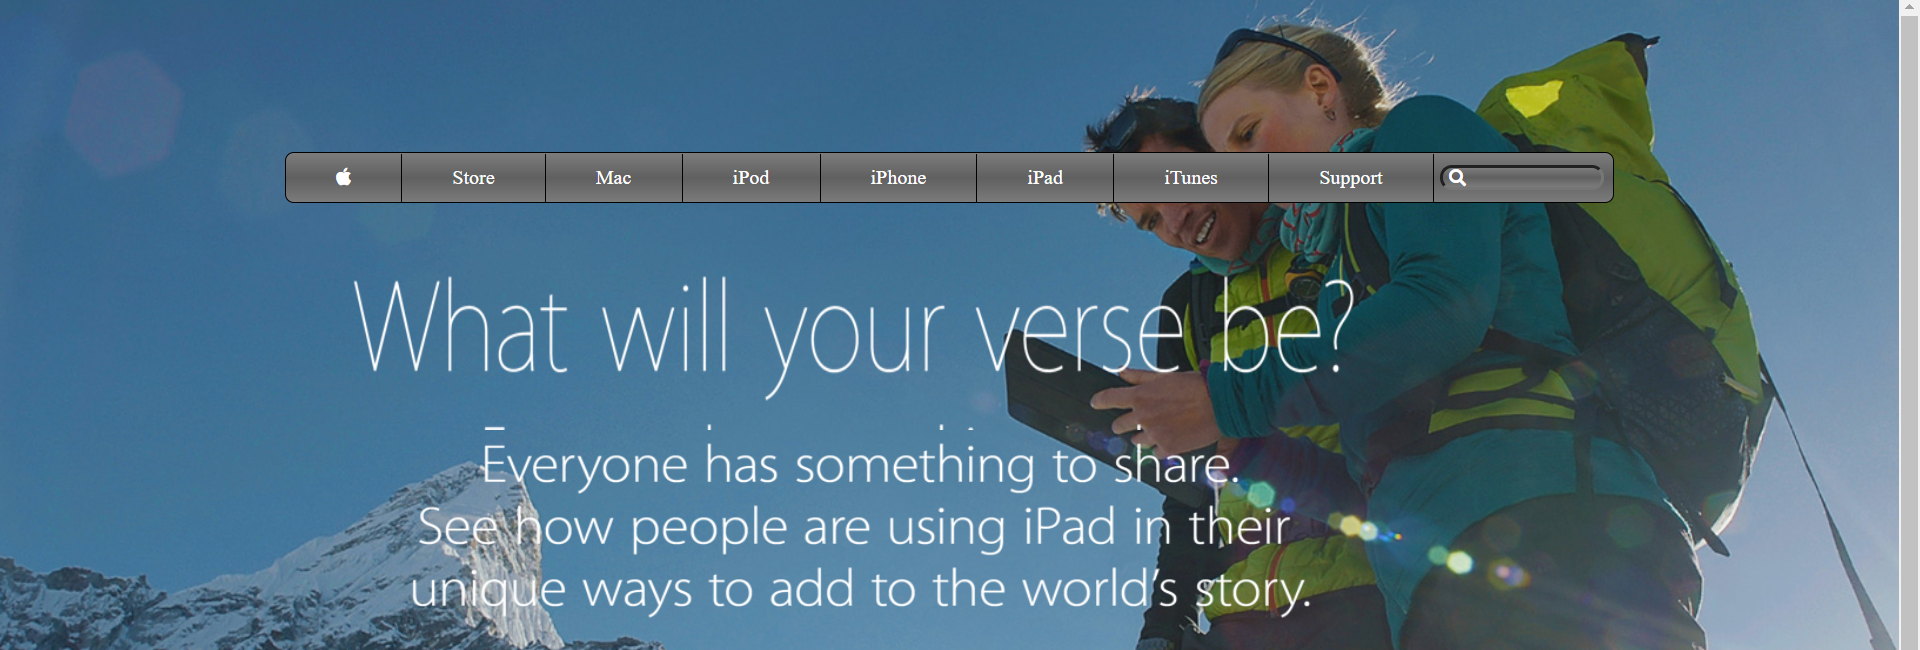 Store Mac iPod iPhone iPad iTunes Support
What will your verse be?
Everyone has something to share.
See how people are using iPad in their
unique ways to add to the world's story.